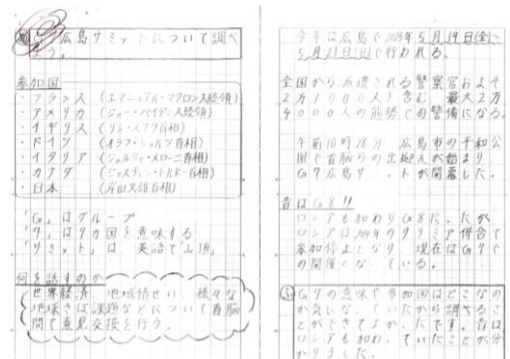 広島サミットについて調べ
よう。
参加国
・フランス（エマニュエル・マクロン大統領）
・アメリカ（ジョー・バイデン大統領）
・イギリス（リシ・スナク首相）
・ドイツ（オラフ・ショルツ首相）
・イタリア（ジョルジャ・メローニ首相）
・カナダ（ジャスティン・トルドー首相）
・日本（岸田文雄首相）
「G」はグループ
「7」は7カ国を意味する
「サミット」は、英語で「山頂」
何を話すのか
世界経済、地域情せい、様々な
地球きぼ課題などについて首脳
間で意見交換を行う。
今年は広島で2023年5月19日(金)〜
5月21日(日)で行われる。
全国から派遣される警察官およそ
2万1000人を含む、最大2万
4000人の態勢での警備になる。
午前10時28分、広島市の平和公
園で首脳らの出迎えが始まり、
G7広島サミットが開幕した。
昔はG8!!
ロシアも加わりG8だったが、
ロシアは2014年のクリミア併合で
参加停止となり、現在はG7で
の開催となっている。
G7の意味や参加国はどこなの
か気になっていたから調べるこ
とができてよかったです。昔は
ロシアも加わっていたことが分
かりました。